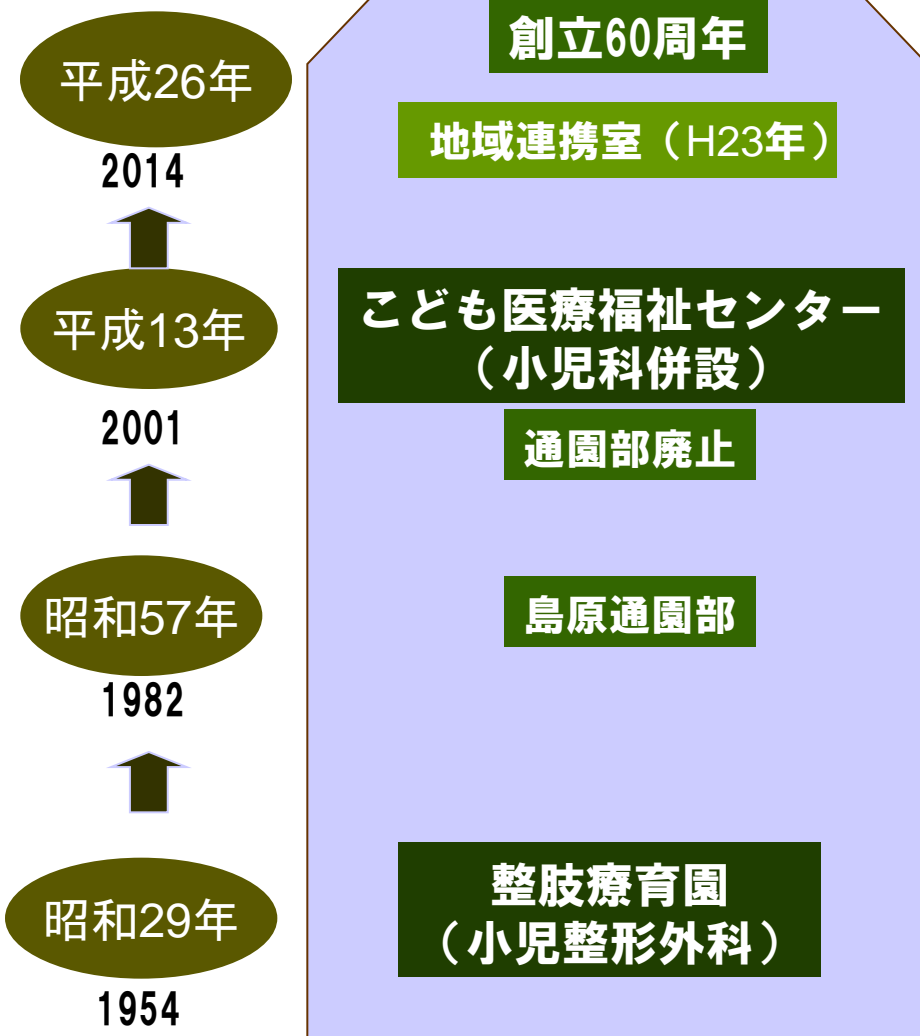 創立60周年
平成26年
地域連携室（H23年）
2014
こども医療福祉センター
（小児科併設）
平成13年
2001
通園部廃止
昭和57年
島原通園部
1982
整肢療育園
（小児整形外科）
昭和29年
1954